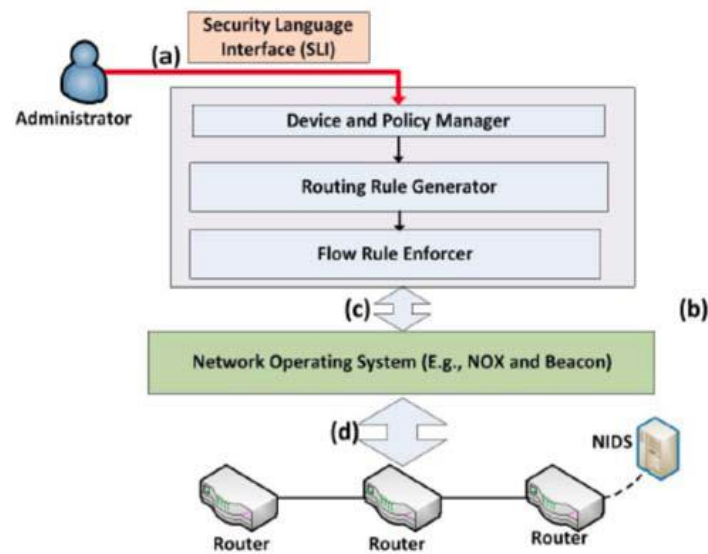 Security Language
Interface (SLI)
(a)
Administrator
Device and Policy Manager
Routing Rule Generator
Flow Rule Enforcer
(c)
(b)
Network Operating System (E.g., NOX and Beacon)
(d)
NIDS
Router
Router
Router